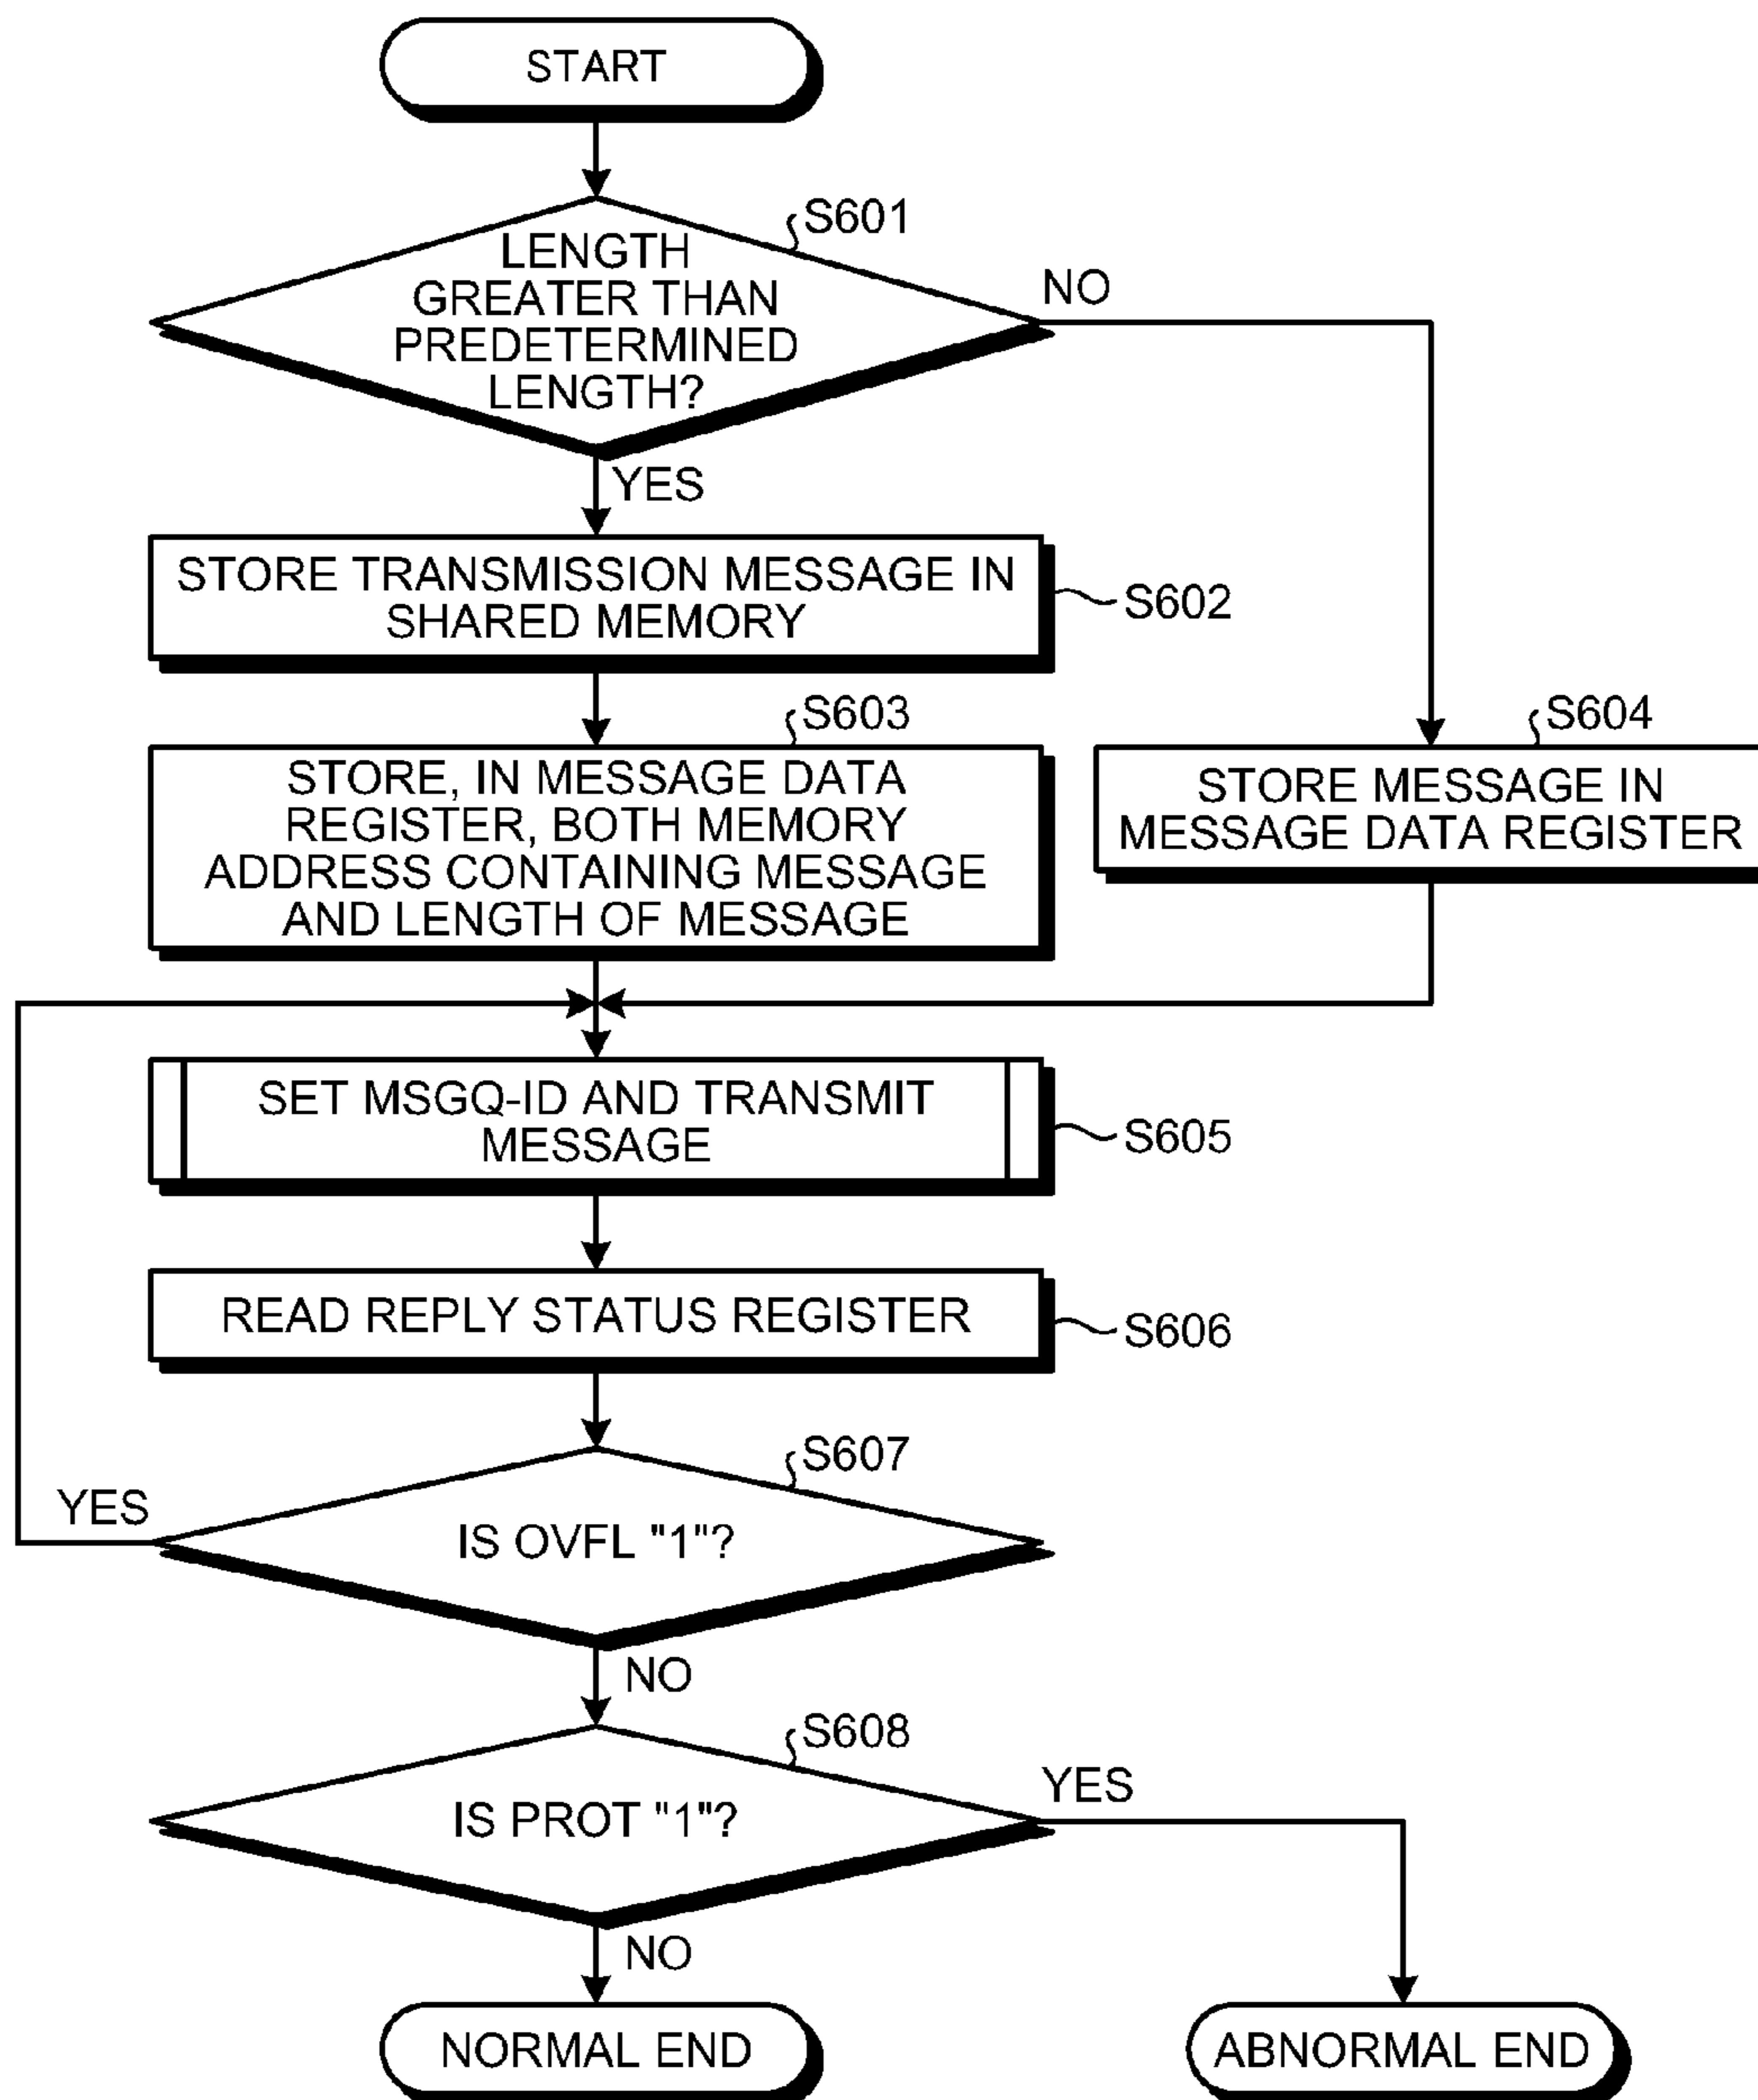 START
S601
LENGTH
GREATER THAN
PREDETERMINED
LENGTH?
NO
YES
STORE TRANSMISSION MESSAGE IN
SHARED MEMORY
S602
S603
STORE, IN MESSAGE DATA
REGISTER, BOTH MEMORY
ADDRESS CONTAINING MESSAGE
AND LENGTH OF MESSAGE
S604
STORE MESSAGE IN
MESSAGE DATA REGISTER
SET MSGQ-ID AND TRANSMIT
MESSAGE
S605
READ REPLY STATUS REGISTER
S606
S607
YES
IS OVFL "1"?
NO
S608
IS PROT "1"?
YES
NO
NORMAL END
ABNORMAL END